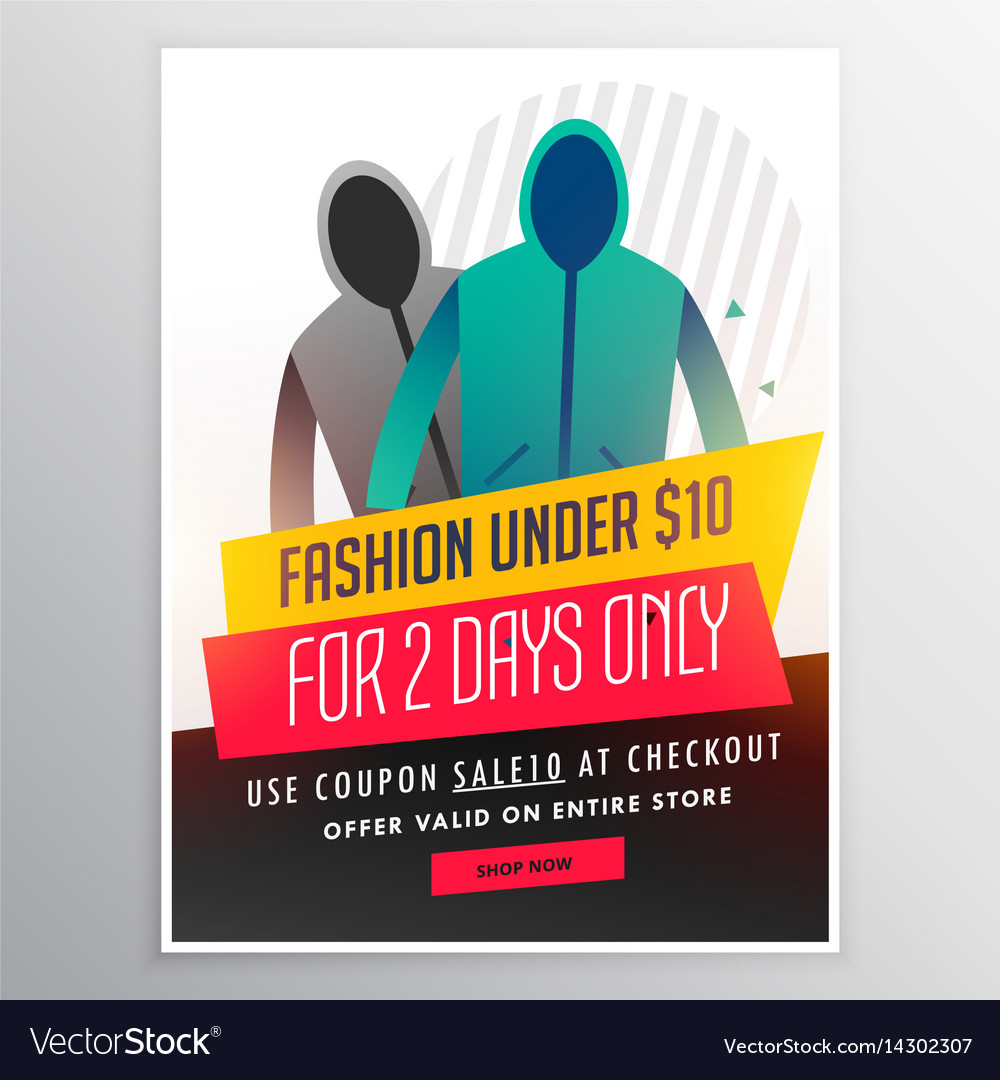 FASHION UNDER $10
FOR 2 DAYS ONLY
USE COUPON SALE10 AT CHECKOUT
OFFER VALID ON ENTIRE STORE
SHOP NOW
VectorStock®
VectorStock.com/14302307